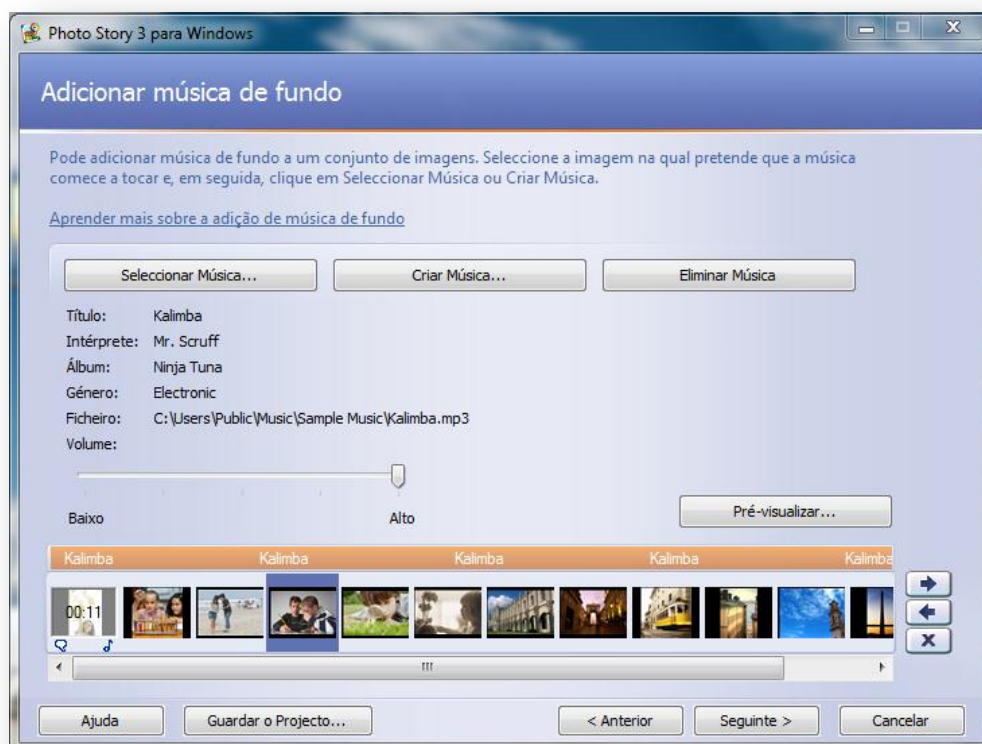 Photo Story 3 para Windows
Adicionar música de fundo
Pode adicionar música de fundo a um conjunto de imagens. Seleccione a imagem na qual pretende que a música
comece a tocar e, em seguida, clique em Seleccionar Música ou Criar Música.
Aprender mais sobre a adição de música de fundo
Seleccionar Música... Criar Música... Eliminar Música
Título: Kalimba
Intérprete: Mr. Scruff
Álbum: Ninja Tuna
Género: Electronic
Ficheiro: C:\Users\Public\Music\Sample Music\Kalimba.mp3
Volume:
Baixo Alto Pré-visualizar...
Kalimba Kalimba Kalimba Kalimba Kalimba
00:11
Ajuda Guardar o Projecto... < Anterior Seguinte > Cancelar